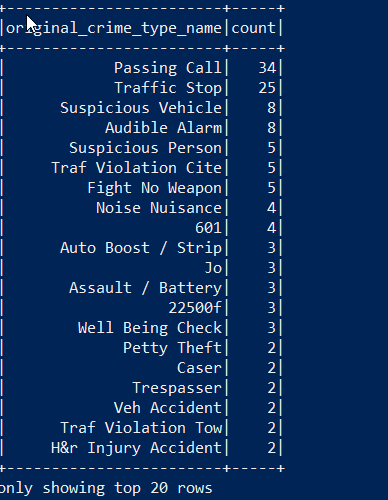 +------------------------+-----+
|original_crime_type_name|count|
+------------------------+-----+
|            Passing Call|   34|
|            Traffic Stop|   25|
|      Suspicious Vehicle|    8|
|           Audible Alarm|    8|
|       Suspicious Person|    5|
|     Traf Violation Cite|    5|
|         Fight No Weapon|    5|
|          Noise Nuisance|    4|
|                     601|    4|
|      Auto Boost / Strip|    3|
|                      Jo|    3|
|       Assault / Battery|    3|
|                  22500f|    3|
|        Well Being Check|    3|
|             Petty Theft|    2|
|                   Caser|    2|
|              Trespasser|    2|
|            Veh Accident|    2|
|      Traf Violation Tow|    2|
|     H&r Injury Accident|    2|
+------------------------+-----+
only showing top 20 rows